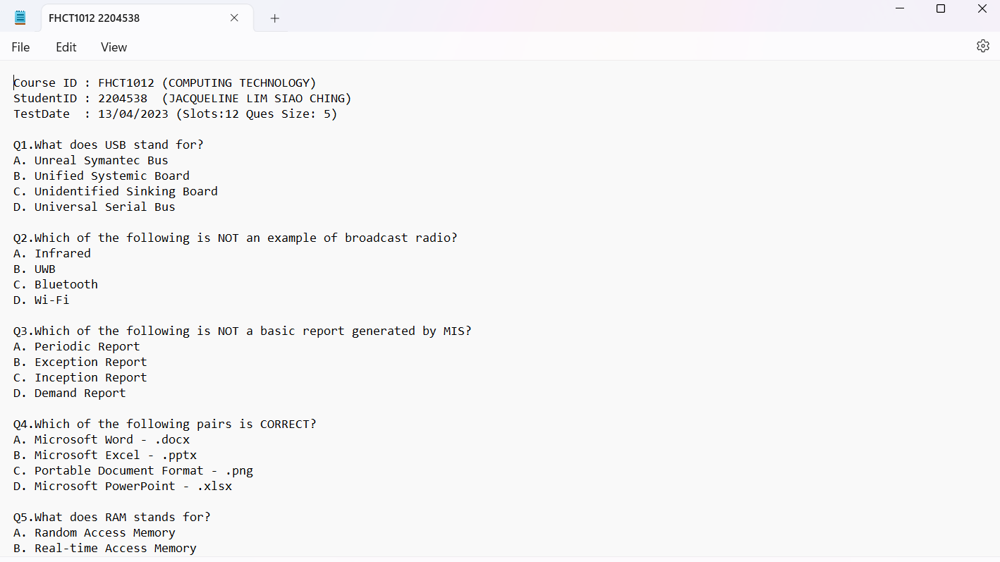 FHCT1012 2204538
File Edit View
Course ID : FHCT1012 (COMPUTING TECHNOLOGY)
StudentID : 2204538  (JACQUELINE LIM SIAO CHING)
TestDate  : 13/04/2023 (Slots:12 Ques Size: 5)

Q1.What does USB stand for?
A. Unreal Symantec Bus
B. Unified Systemic Board
C. Unidentified Sinking Board
D. Universal Serial Bus

Q2.Which of the following is NOT an example of broadcast radio?
A. Infrared
B. UWB
C. Bluetooth
D. Wi-Fi

Q3.Which of the following is NOT a basic report generated by MIS?
A. Periodic Report
B. Exception Report
C. Inception Report
D. Demand Report

Q4.Which of the following pairs is CORRECT?
A. Microsoft Word - .docx
B. Microsoft Excel - .pptx
C. Portable Document Format - .png
D. Microsoft PowerPoint - .xlsx

Q5.What does RAM stands for?
A. Random Access Memory
B. Real-time Access Memory